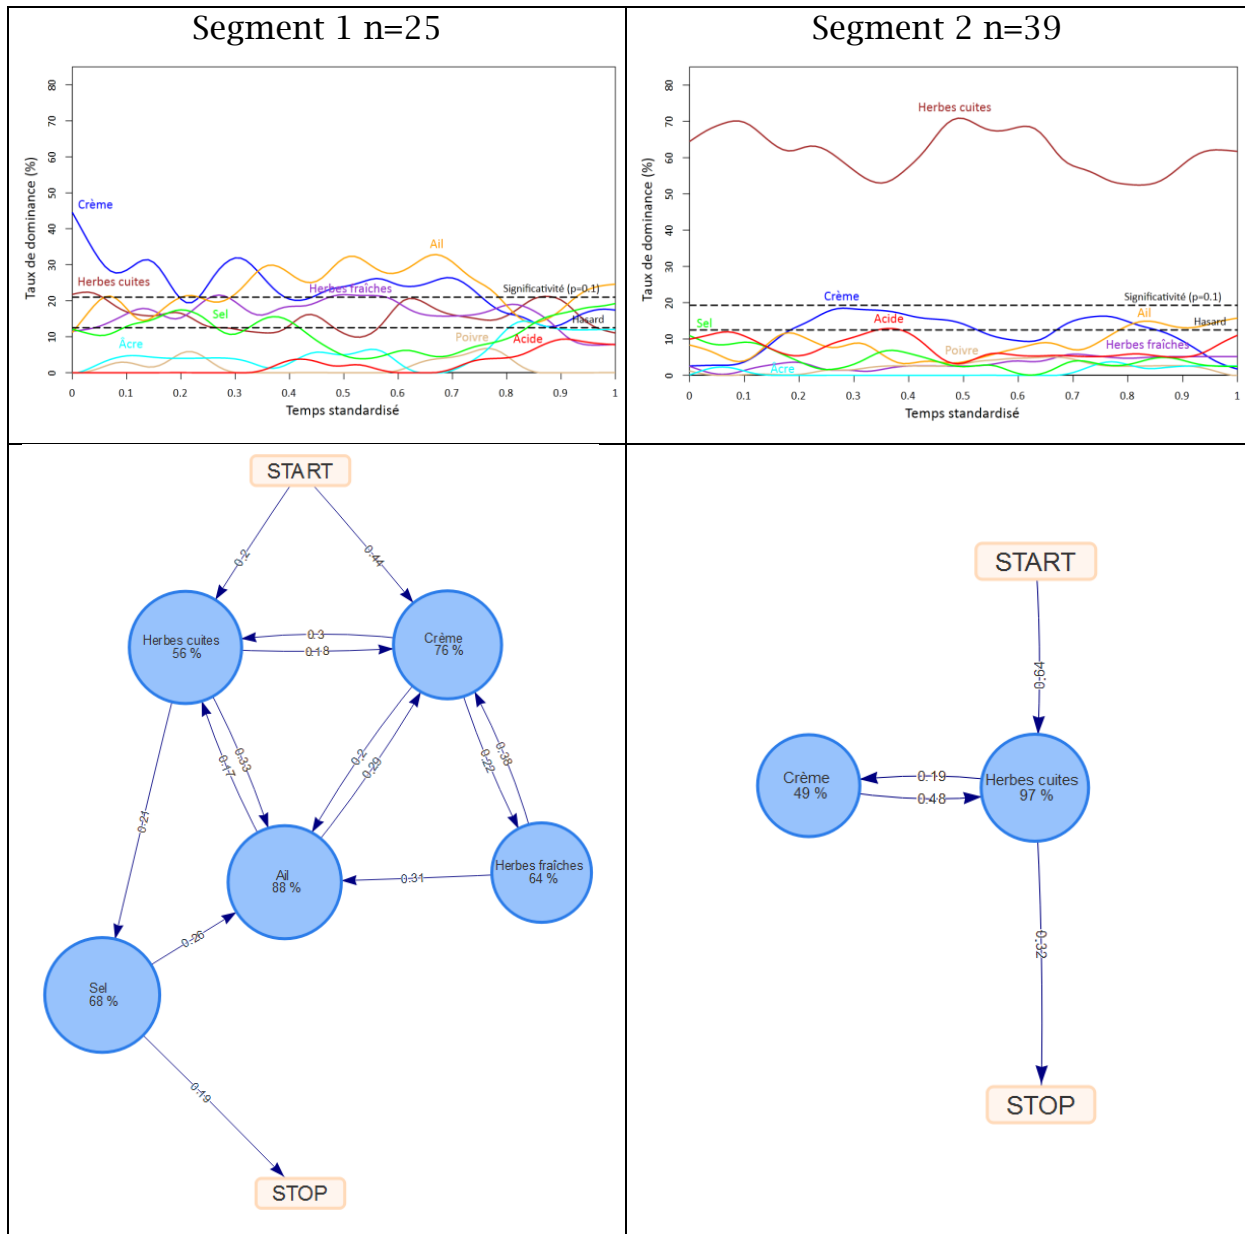 Segment 1 n=25
Taux de dominance (%)
80
70
60
50
40
30
20
10
0
Crème
Herbes cuites
Âcre
Sel
Herbes fraîches
Ail
Significativité (p=0.1)
Hasard
Poivre
Acide
0 0.1 0.2 0.3 0.4 0.5 0.6 0.7 0.8 0.9 1
Temps standardisé
Segment 2 n=39
Taux de dominance (%)
80
70
60
50
40
30
20
10
0
Herbes cuites
Crème
Significativité (p=0.1)
Ail
Hasard
Sel
Acide
Poivre
Herbes fraîches
Âcre
0 0.1 0.2 0.3 0.4 0.5 0.6 0.7 0.8 0.9 1
Temps standardisé
START
0.2
0.44
Herbes cuites
56 %
0.3
0.18
Crème
76 %
0.21
0.17
0.33
0.2
0.29
0.22
0.38
Ail
88 %
0.31
Herbes fraîches
64 %
0.26
Sel
68 %
0.19
STOP
START
0.64
Crème
49 %
0.19
0.48
Herbes cuites
97 %
0.32
STOP